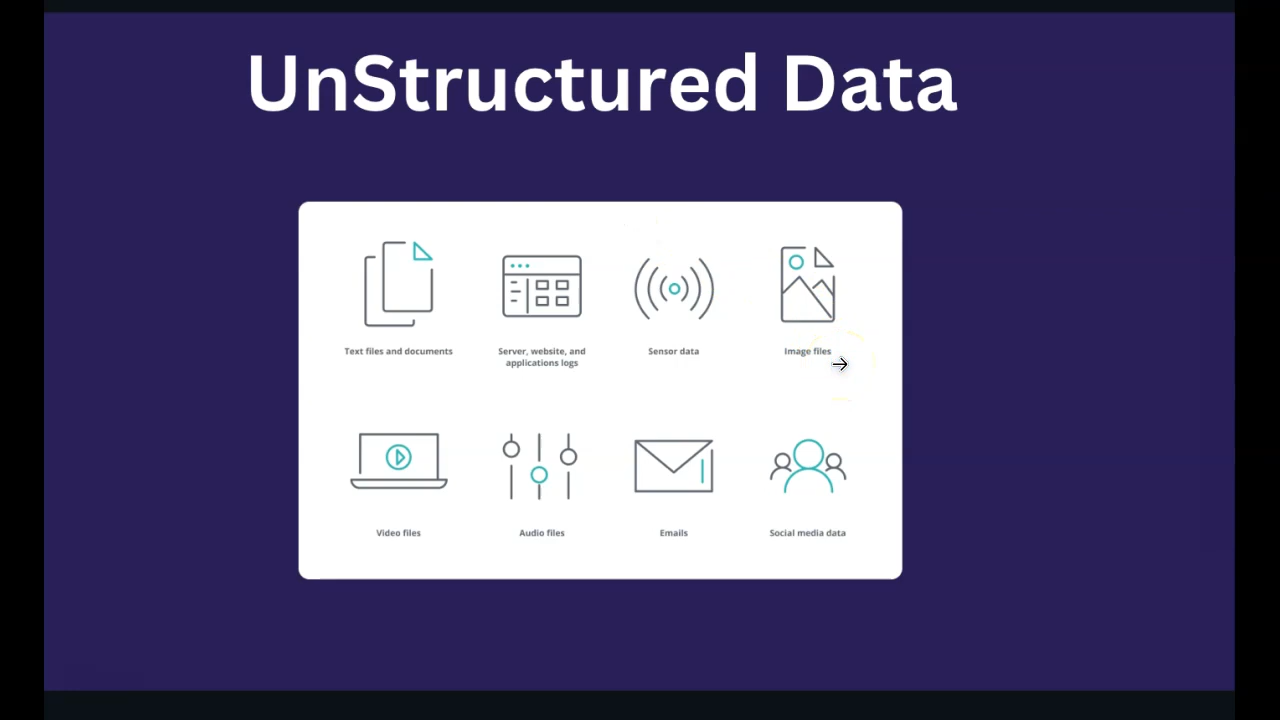 UnStructured Data
Text files and documents
Server, website, and
applications logs
Sensor data
Image files
Video files
Audio files
Emails
Social media data